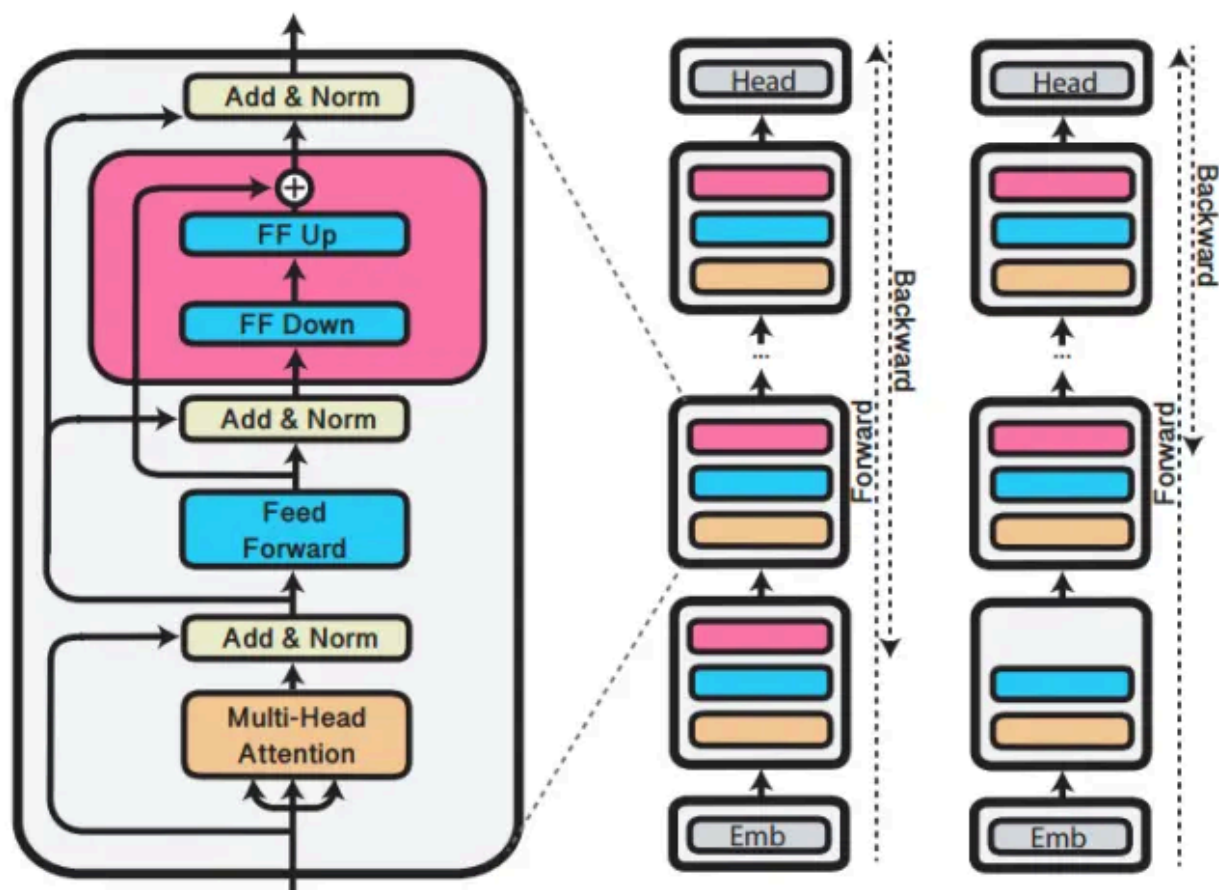 Add & Norm
FF Up
FF Down
Add & Norm
Feed
Forward
Add & Norm
Multi-Head
Attention
Head
...
Emb
Forward
Backward
Head
...
Emb
Forward
Backward